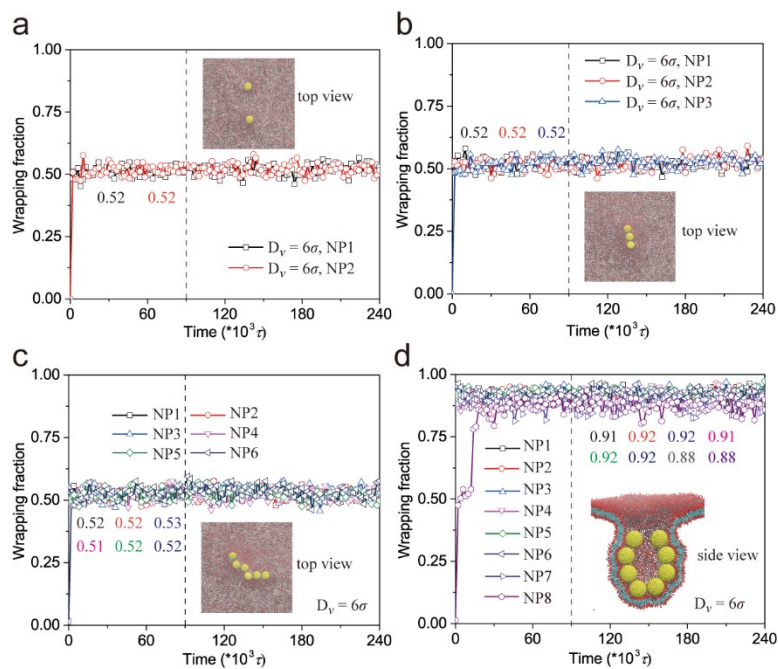 a
1.00
0.75
0.50
0.25
0.00
Wrapping fraction
top view
0.52 0.52
Dv = 6σ, NP1
Dv = 6σ, NP2
0 60 120 180 240
Time (*10³τ)
b
1.00
0.75
0.50
0.25
0.00
Wrapping fraction
Dv = 6σ, NP1
Dv = 6σ, NP2
Dv = 6σ, NP3
0.52 0.52 0.52
top view
0 60 120 180 240
Time (*10³τ)
c
1.00
0.75
0.50
0.25
0.00
Wrapping fraction
NP1 NP2
NP3 NP4
NP5 NP6
0.52 0.52 0.53
0.51 0.52 0.52
top view
Dv = 6σ
0 60 120 180 240
Time (*10³τ)
d
1.00
0.75
0.50
0.25
0.00
Wrapping fraction
NP1
NP2
NP3
NP4
NP5
NP6
NP7
NP8
0.91 0.92 0.92 0.91
0.92 0.92 0.88 0.88
side view
Dv = 6σ
0 60 120 180 240
Time (*10³τ)